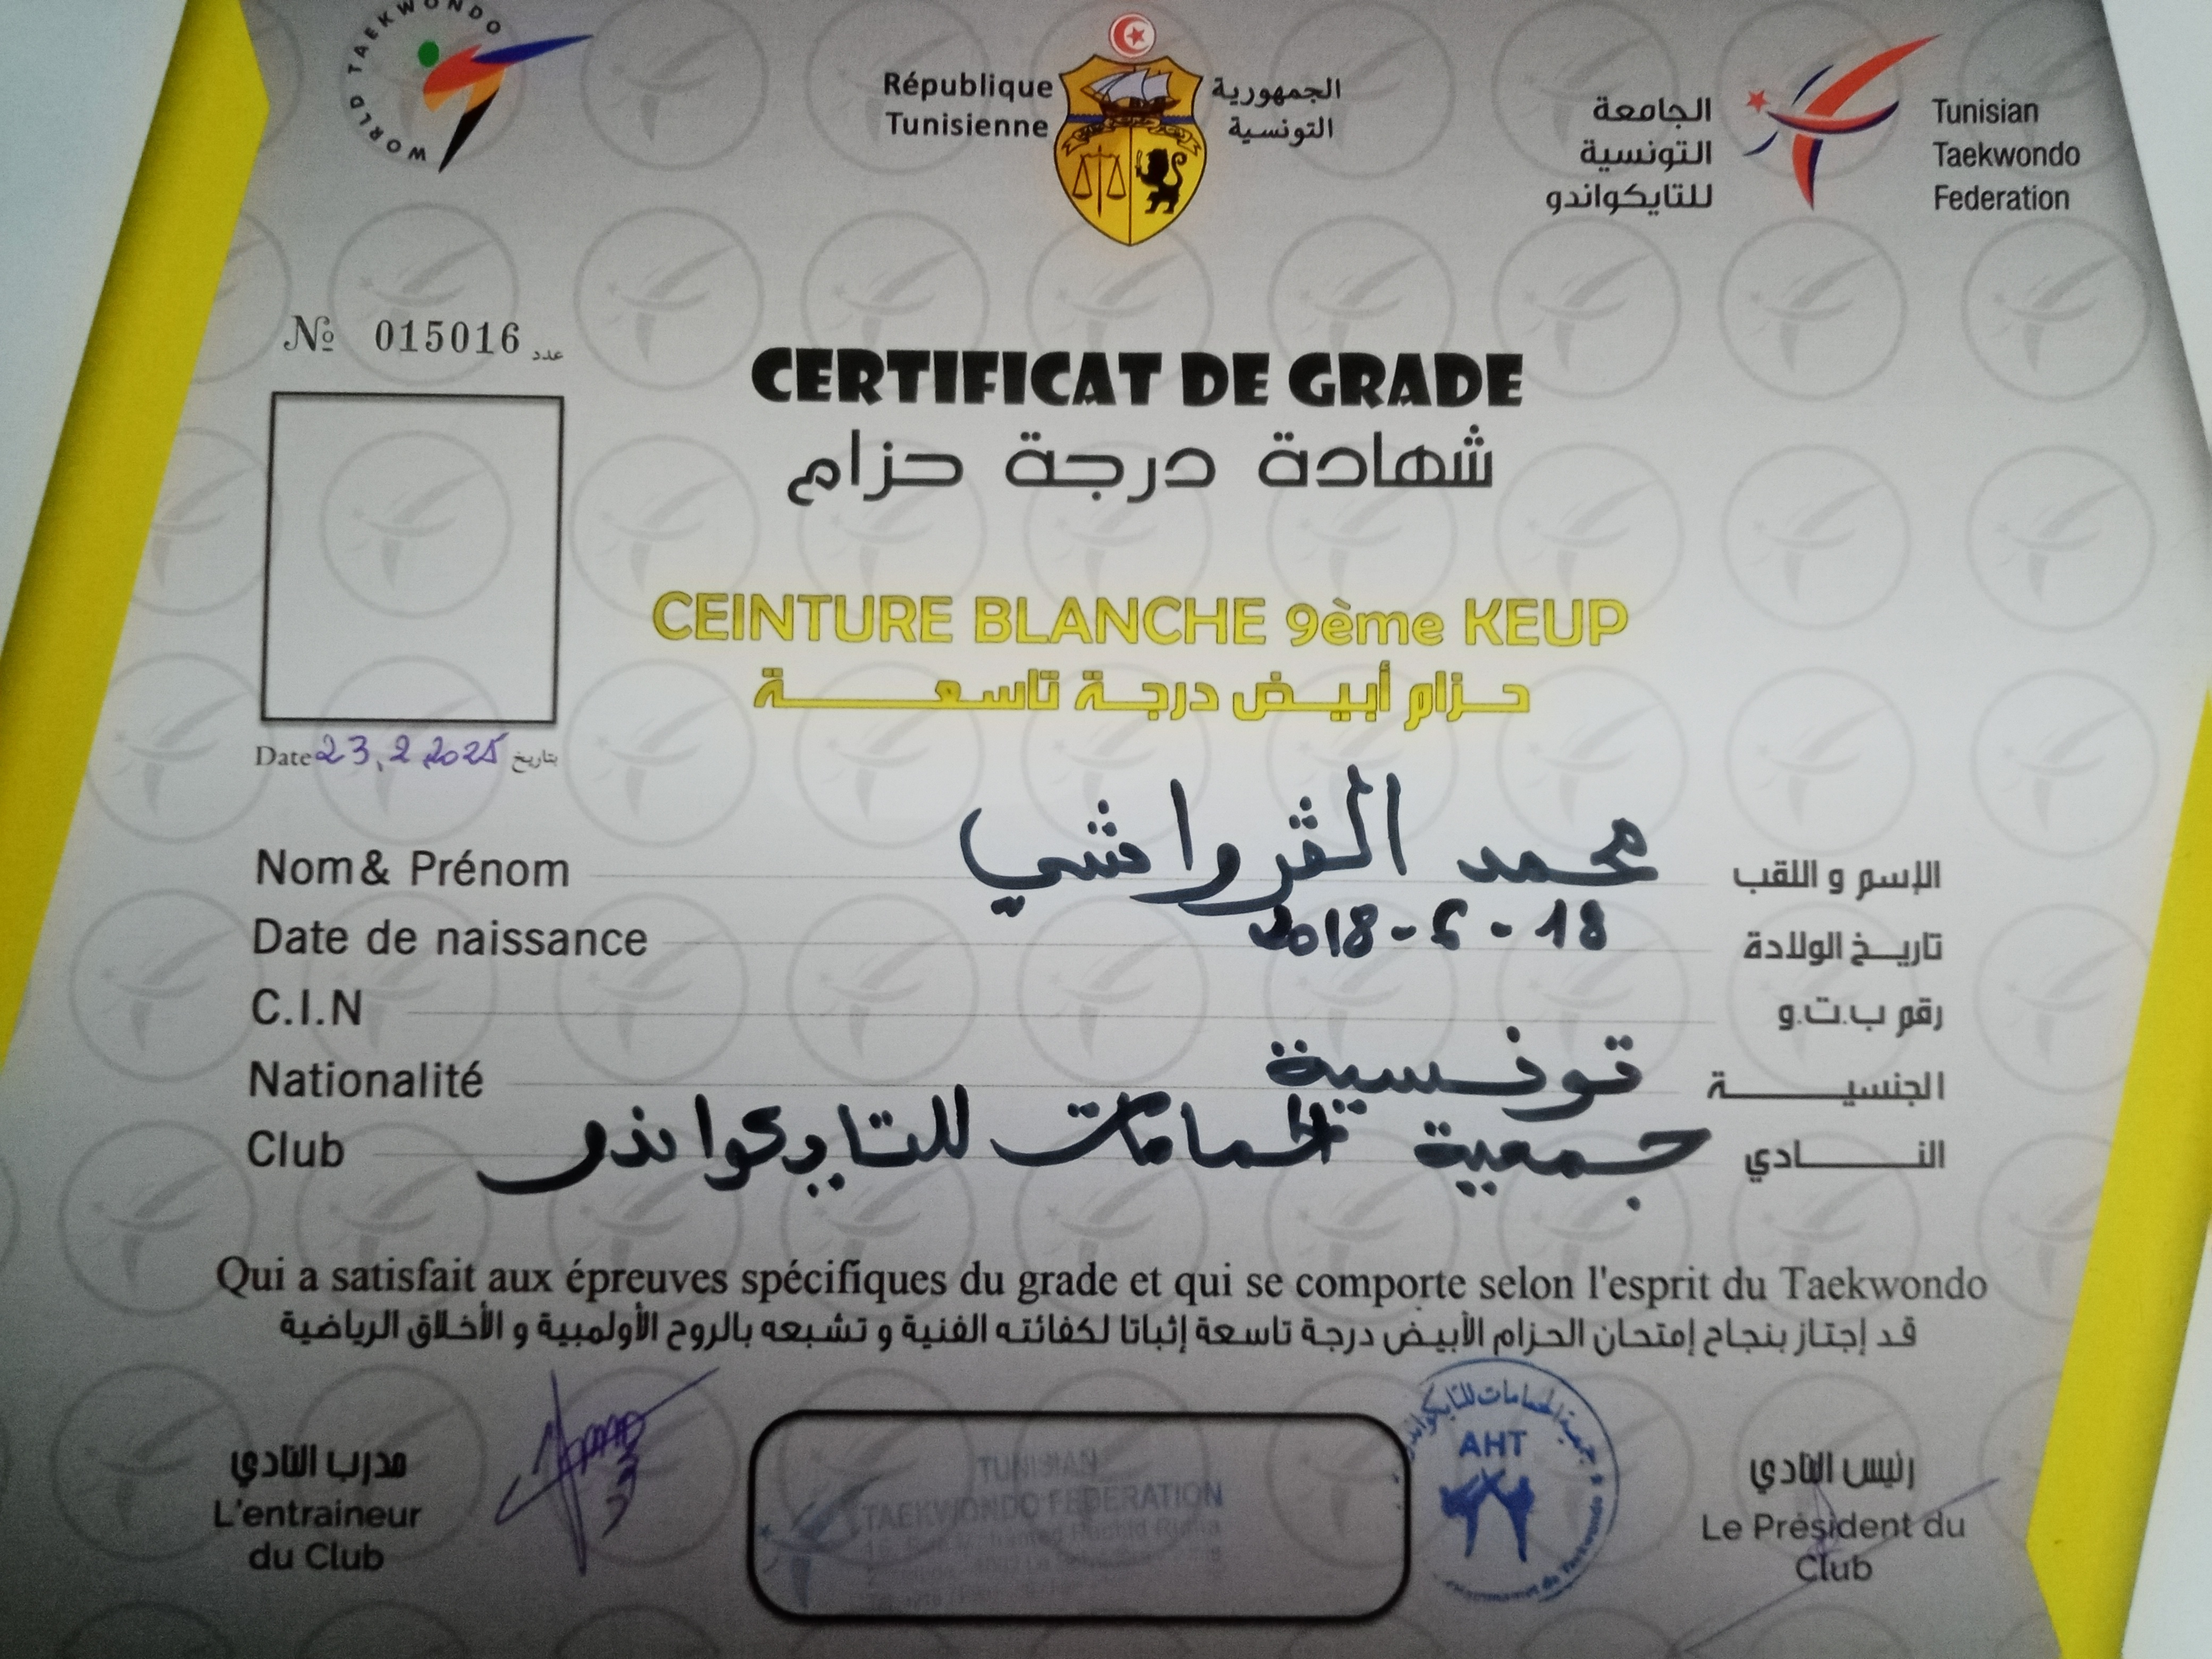 WORLD TAEKWONDO
République Tunisienne
الجمهورية التونسية
الجامعة التونسية للتايكواندو
Tunisian Taekwondo Federation
№ 015016 عدد
CERTIFICAT DE GRADE
شهادة درجة حزام
CEINTURE BLANCHE 9ème KEUP
حزام أبيض درجة تاسعة
Date 23,2,2025 بتاريخ
Nom& Prénom محمد الڨرواشي الإسم و اللقب
Date de naissance 2018-6-18 تاريخ الولادة
C.I.N رقم ب.ت.و
Nationalité تونسية الجنسية
Club جمعية الحمامات للتايكواندو النادي
Qui a satisfait aux épreuves spécifiques du grade et qui se comporte selon l'esprit du Taekwondo
قد إجتاز بنجاح إمتحان الحزام الأبيض درجة تاسعة إثباتا لكفائته الفنية و تشبعه بالروح الأولمبية و الأخلاق الرياضية
مدرب النادي
L'entraineur du Club
TUNISIAN
TAEKWONDO FEDERATION
جمعية الحمامات للتايكواندو
AHT
رئيس النادي
Le Président du Club